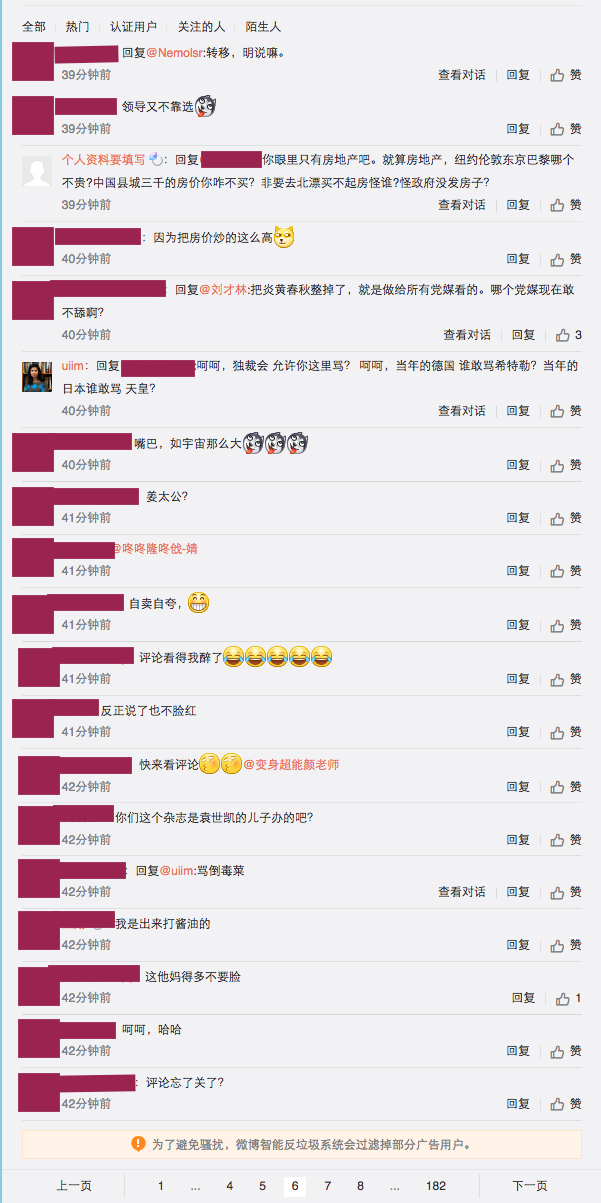 全部 热门 认证用户 关注的人 陌生人
回复@Nemolsr:转移，明说嘛。
39分钟前 查看对话 回复 赞
领导又不靠选
39分钟前 回复 赞
个人资料要填写：回复 你眼里只有房地产吧。就算房地产，纽约伦敦东京巴黎哪个
不贵?中国县城三千的房价你咋不买？非要去北漂买不起房怪谁?怪政府没发房子?
39分钟前 查看对话 回复 赞
：因为把房价炒的这么高
40分钟前 回复 赞
回复@刘才林:把炎黄春秋整掉了，就是做给所有党媒看的。哪个党媒现在敢
不舔啊？
40分钟前 查看对话 回复 3
uiim：回复 :呵呵，独裁会 允许你这里骂？ 呵呵，当年的德国 谁敢骂希特勒？当年的
日本谁敢骂 天皇？
40分钟前 查看对话 回复 赞
嘴巴，如宇宙那么大
40分钟前 回复 赞
姜太公？
41分钟前 回复 赞
@咚咚隆咚戗-婧
41分钟前 回复 赞
自卖自夸，
41分钟前 回复 赞
评论看得我醉了
41分钟前 回复 赞
反正说了也不脸红
41分钟前 回复 赞
快来看评论 @变身超能颜老师
42分钟前 回复 赞
你们这个杂志是袁世凯的儿子办的吧？
42分钟前 回复 赞
：回复@uiim:骂倒毒菜
42分钟前 查看对话 回复 赞
我是出来打酱油的
42分钟前 回复 赞
这他妈得多不要脸
42分钟前 回复 1
呵呵，哈哈
42分钟前 回复 赞
：评论忘了关了？
42分钟前 回复 赞
为了避免骚扰，微博智能反垃圾系统会过滤掉部分广告用户。
上一页 1 ... 4 5 6 7 8 ... 182 下一页